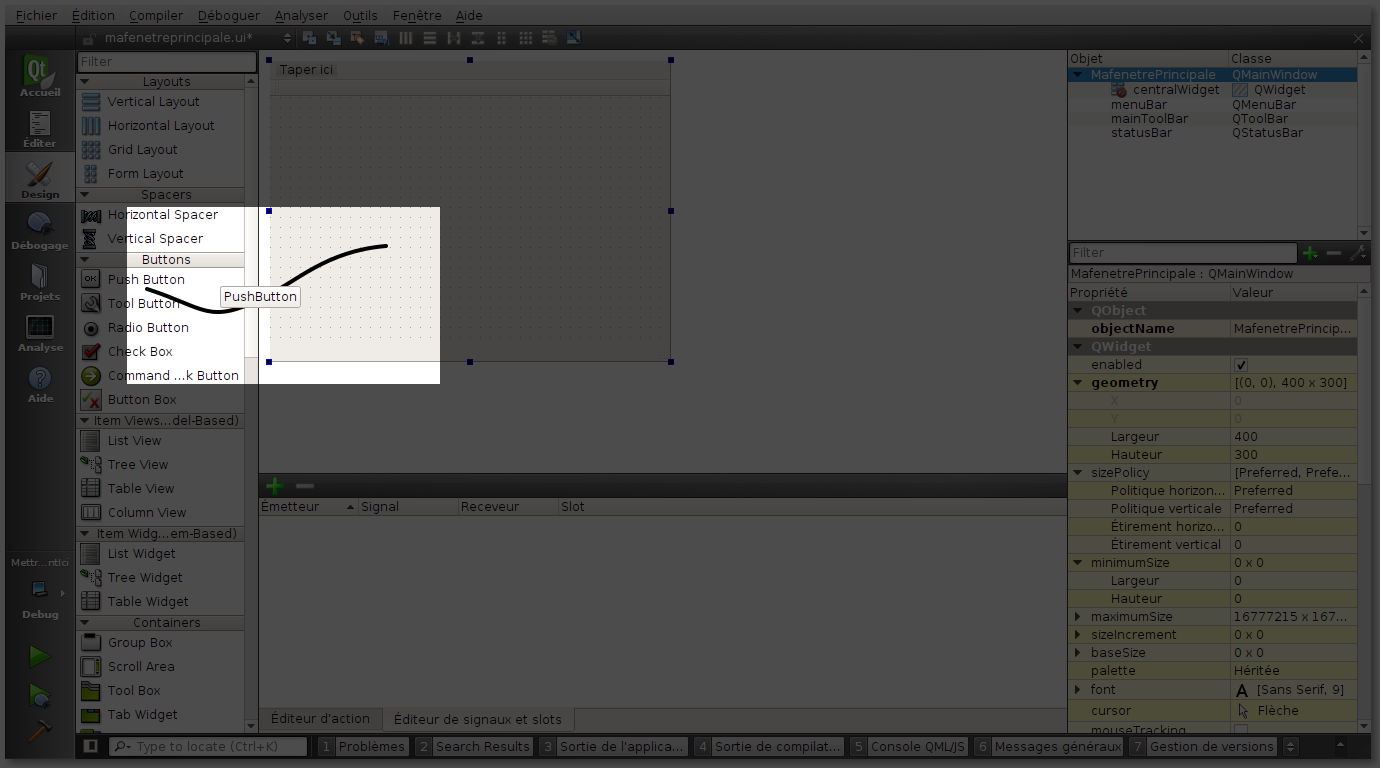 Fichier Édition Compiler Déboguer Analyser Outils Fenêtre Aide
mafenetreprincipale.ui*
Qt
Accueil
Éditer
Design
Débogage
Projets
Analyse
Aide
Mettr...ntici
Debug
Filter
Layouts
Vertical Layout
Horizontal Layout
Grid Layout
Form Layout
Spacers
Horizontal Spacer
Vertical Spacer
Buttons
OK Push Button
Tool Button
Radio Button
Check Box
Command ...k Button
Button Box
Item Views...del-Based)
List View
Tree View
Table View
Column View
Item Widg...em-Based)
List Widget
Tree Widget
Table Widget
Containers
Group Box
Scroll Area
Tool Box
Tab Widget
Taper ici
PushButton
Émetteur Signal Receveur Slot
Éditeur d'action Éditeur de signaux et slots
Objet Classe
MafenetrePrincipale QMainWindow
centralWidget QWidget
menuBar QMenuBar
mainToolBar QToolBar
statusBar QStatusBar
Filter
MafenetrePrincipale : QMainWindow
Propriété Valeur
QObject
objectName MafenetrePrincip...
QWidget
enabled
geometry [(0, 0), 400 x 300]
X 0
Y 0
Largeur 400
Hauteur 300
sizePolicy [Preferred, Prefe...
Politique horizon... Preferred
Politique verticale Preferred
Étirement horizo... 0
Étirement vertical 0
minimumSize 0 x 0
Largeur 0
Hauteur 0
maximumSize 16777215 x 167...
sizeIncrement 0 x 0
baseSize 0 x 0
palette Héritée
font A [Sans Serif, 9]
cursor Flèche
mouseTracking
Type to locate (Ctrl+K) 1 Problèmes 2 Search Results 3 Sortie de l'applica... 4 Sortie de compilat... 5 Console QML/JS 6 Messages généraux 7 Gestion de versions